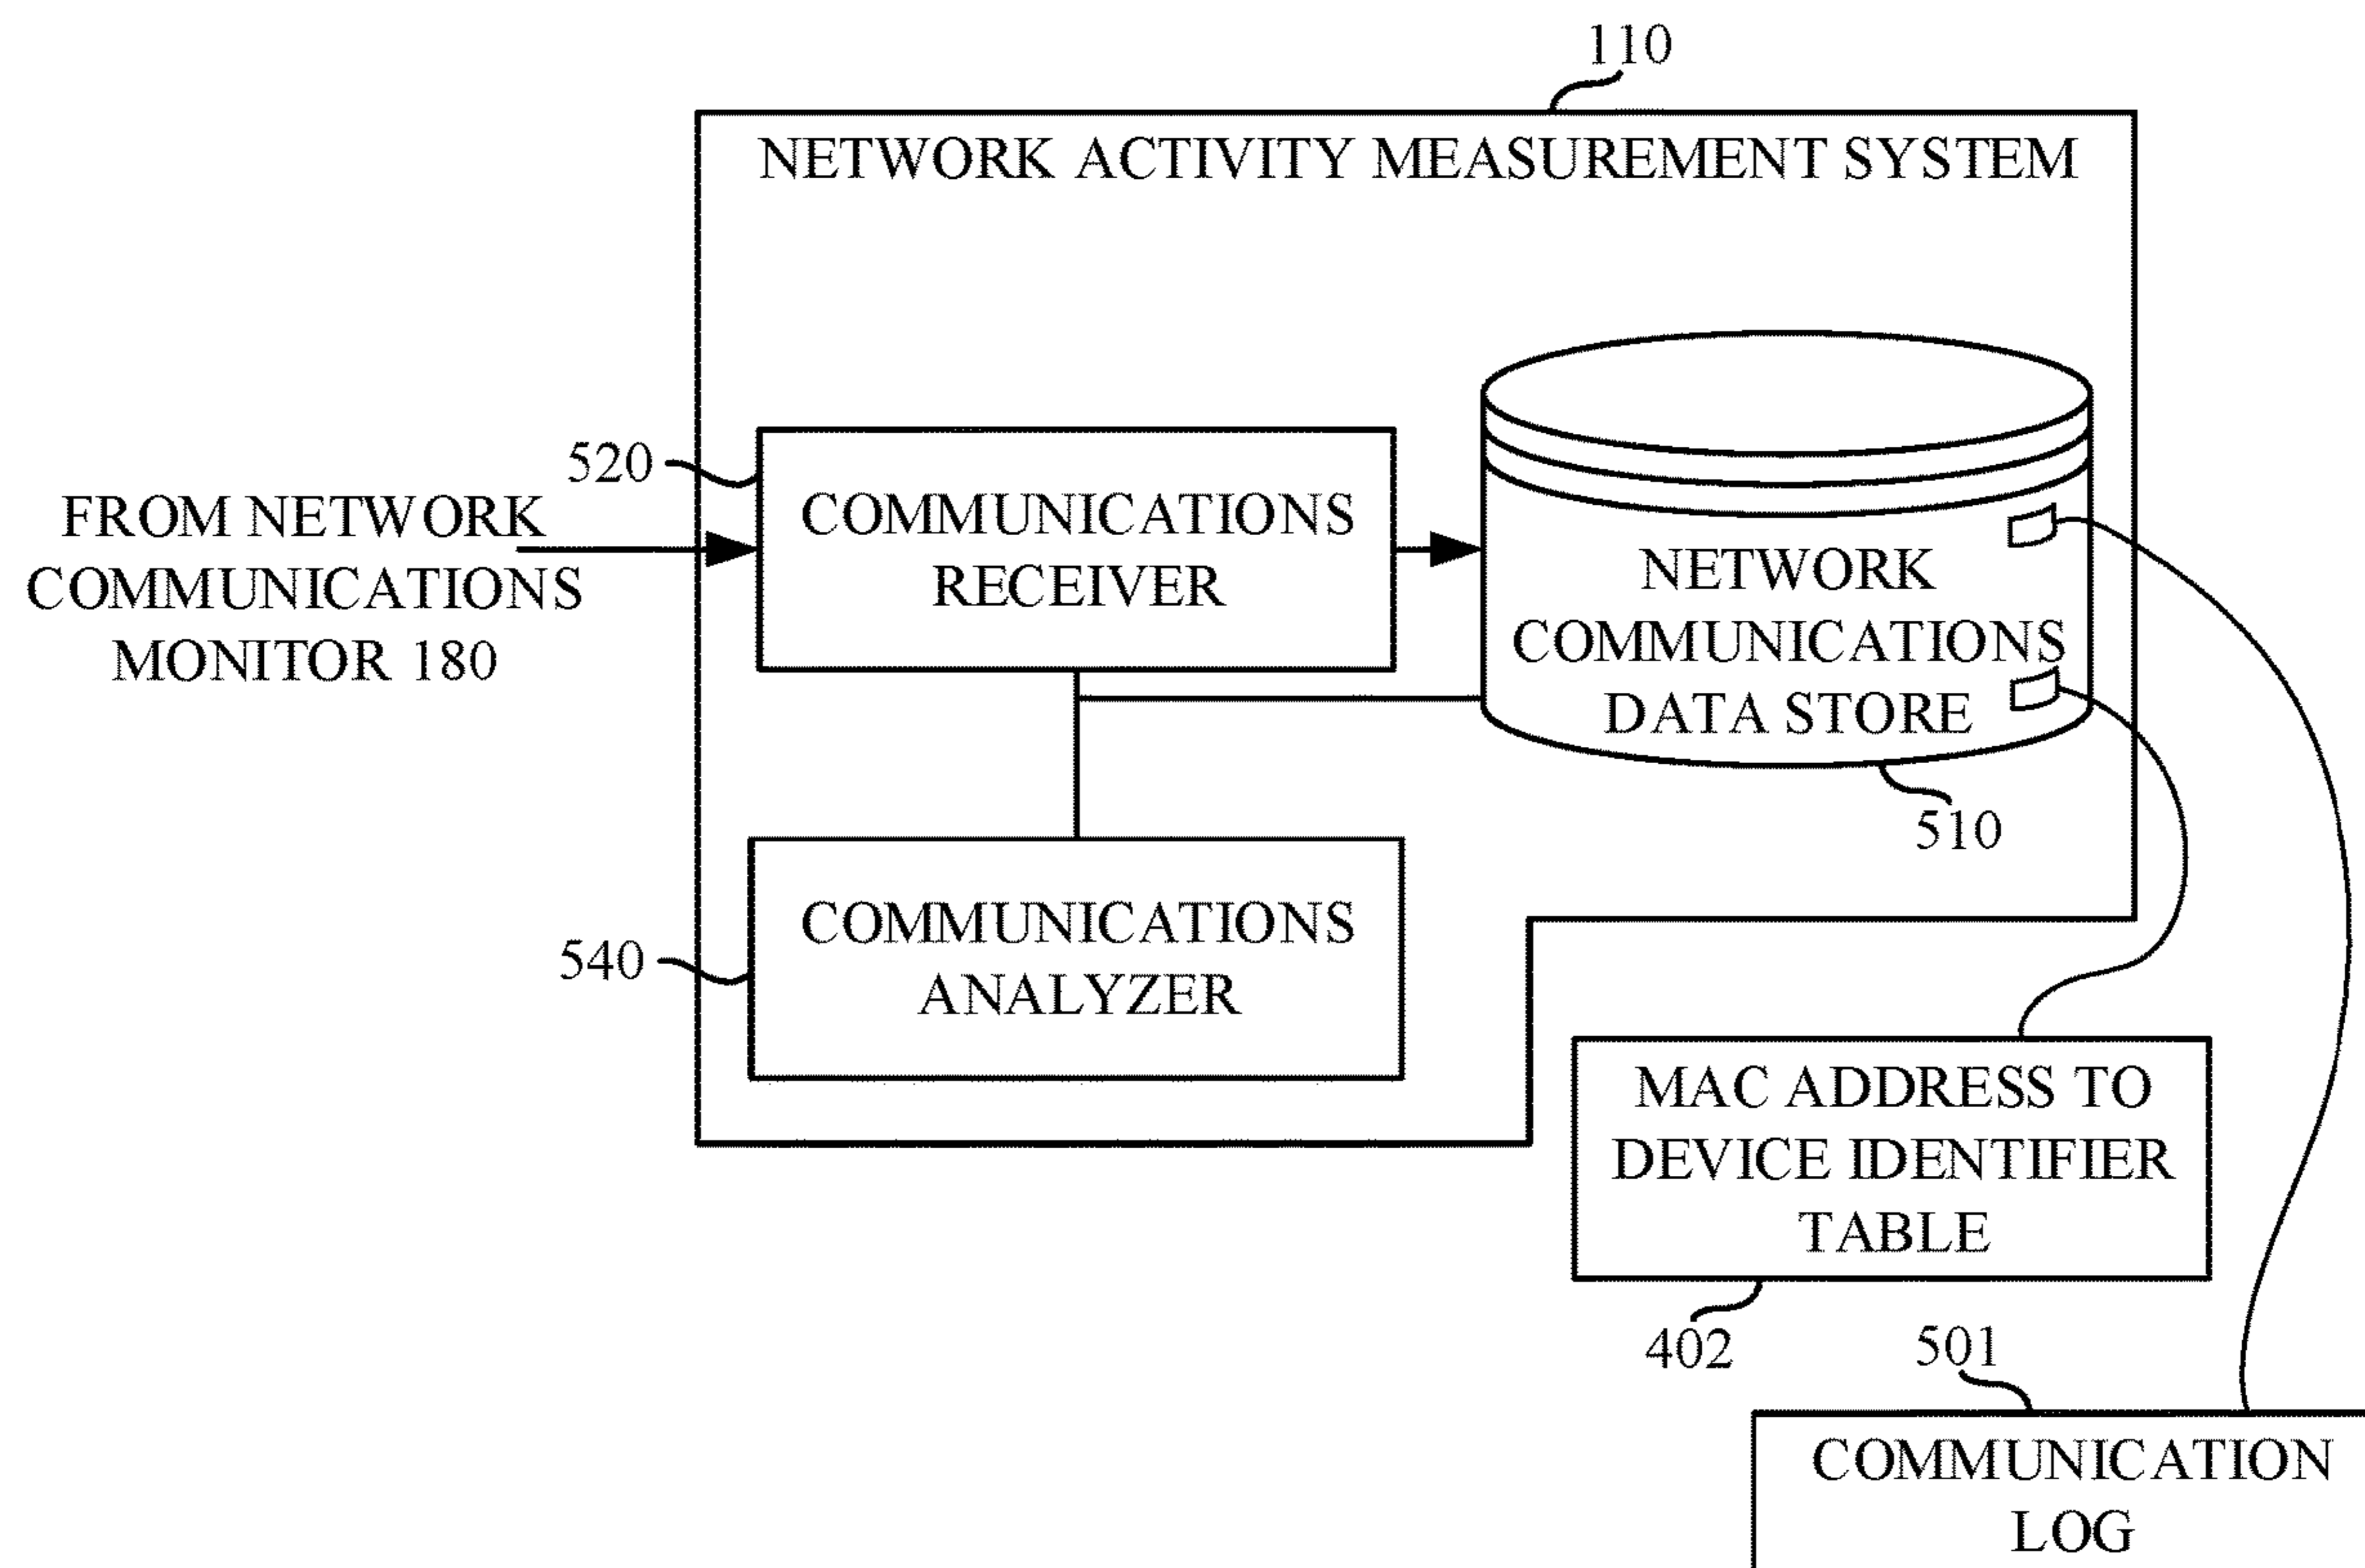 110
NETWORK ACTIVITY MEASUREMENT SYSTEM
520
FROM NETWORK
COMMUNICATIONS
MONITOR 180
COMMUNICATIONS
RECEIVER
NETWORK
COMMUNICATIONS
DATA STORE
510
540
COMMUNICATIONS
ANALYZER
MAC ADDRESS TO
DEVICE IDENTIFIER
TABLE
402
501
COMMUNICATION
LOG